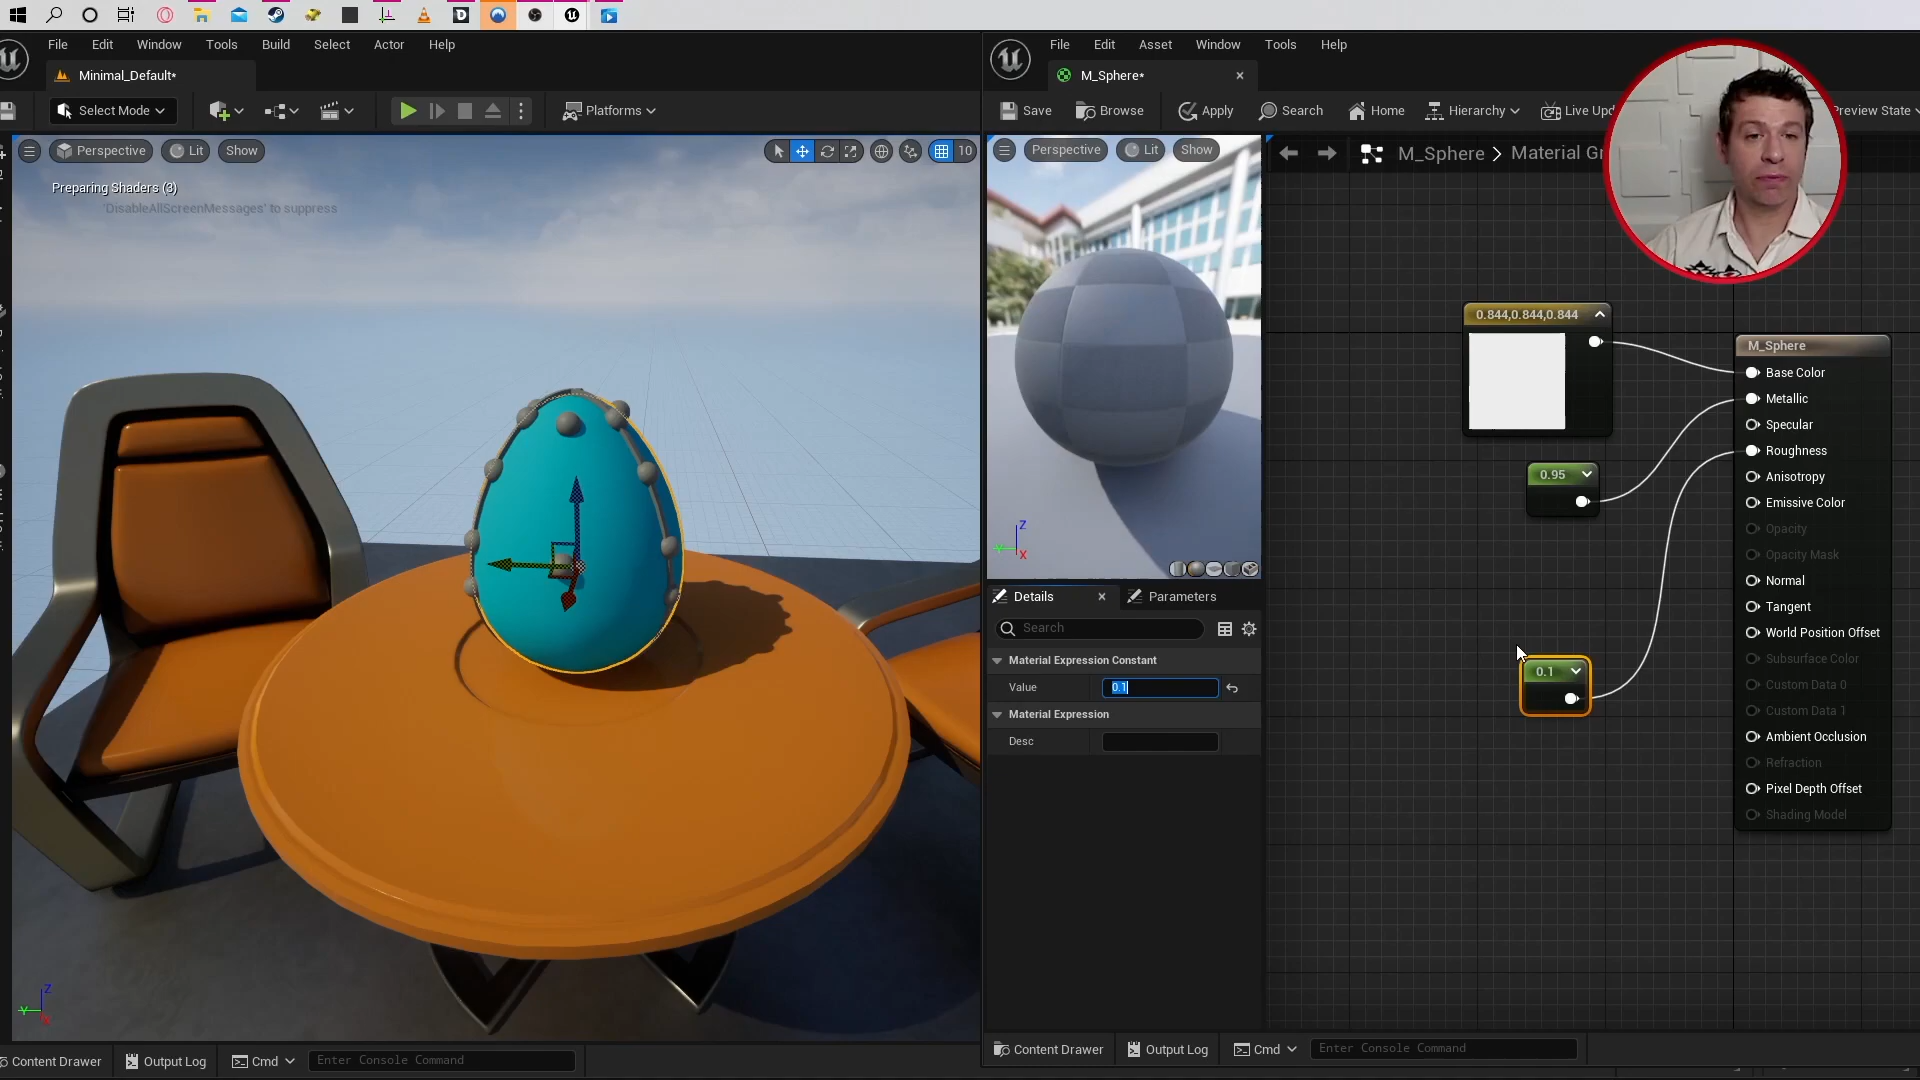 File Edit Window Tools Build Select Actor Help
Minimal_Default*
Select Mode
Platforms
Perspective Lit Show
10
Preparing Shaders (3)
'DisableAllScreenMessages' to suppress
Z
Y
Content Drawer Output Log Cmd Enter Console Command
File Edit Asset Window Tools Help
M_Sphere*
Save Browse Apply Search Home Hierarchy Live Upd
Preview State
Perspective Lit Show
Z
X
Details Parameters
Search
Material Expression Constant
Value 0.1
Material Expression
Desc
M_Sphere > Material Gr
0.844,0.844,0.844
0.95
0.1
M_Sphere
Base Color
Metallic
Specular
Roughness
Anisotropy
Emissive Color
Opacity
Opacity Mask
Normal
Tangent
World Position Offset
Subsurface Color
Custom Data 0
Custom Data 1
Ambient Occlusion
Refraction
Pixel Depth Offset
Shading Model
Content Drawer Output Log Cmd Enter Console Command